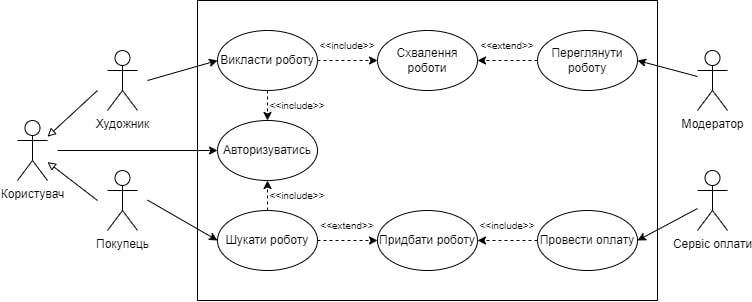 Викласти роботу
<<include>>
Схвалення
роботи
<<extend>>
Переглянути
роботу
Художник
<<include>>
Модератор
Користувач
Авторизуватись
<<include>>
Покупець
Шукати роботу
<<extend>>
Придбати роботу
<<include>>
Провести оплату
Сервіс оплати